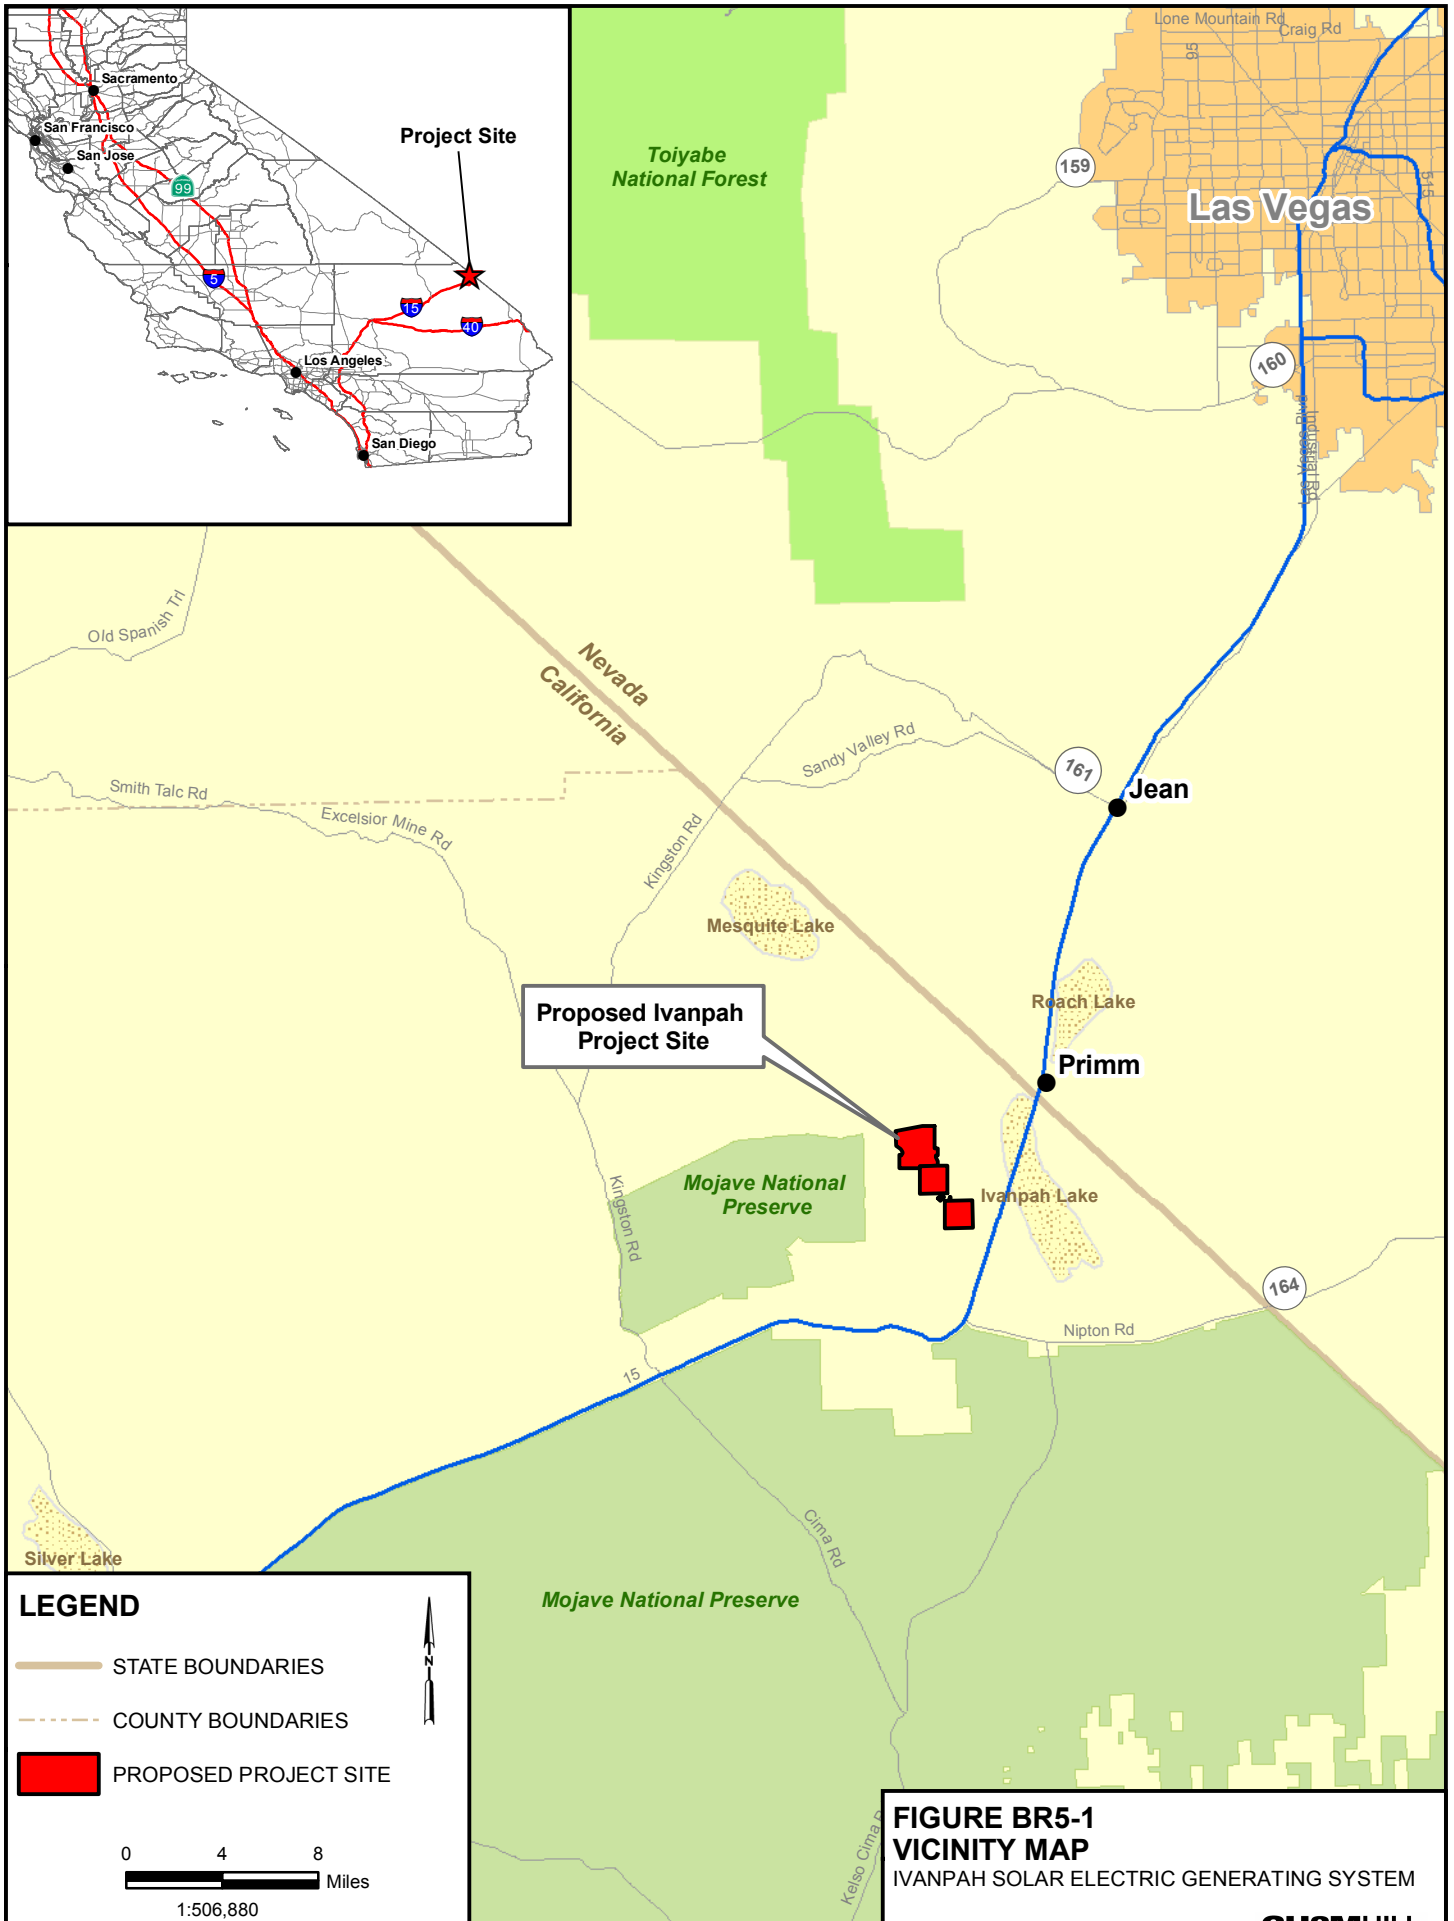 Sacramento
San Francisco
San Jose
99
5
15
40
Los Angeles
San Diego
Project Site
Toiyabe
National Forest
Lone Mountain Rd
Craig Rd
95
159
515
Las Vegas
160
Industrial Rd
Old Spanish Trl
Nevada
California
Sandy Valley Rd
161
Jean
Smith Talc Rd
Excelsior Mine Rd
Kingston Rd
Mesquite Lake
Roach Lake
Proposed Ivanpah
Project Site
Primm
Mojave National
Preserve
Ivanpah Lake
Kingston Rd
164
Nipton Rd
15
Cima Rd
Silver Lake
Mojave National Preserve
Kelso Cima
LEGEND
N
STATE BOUNDARIES
COUNTY BOUNDARIES
PROPOSED PROJECT SITE
0 4 8
Miles
1:506,880
FIGURE BR5-1
VICINITY MAP
IVANPAH SOLAR ELECTRIC GENERATING SYSTEM